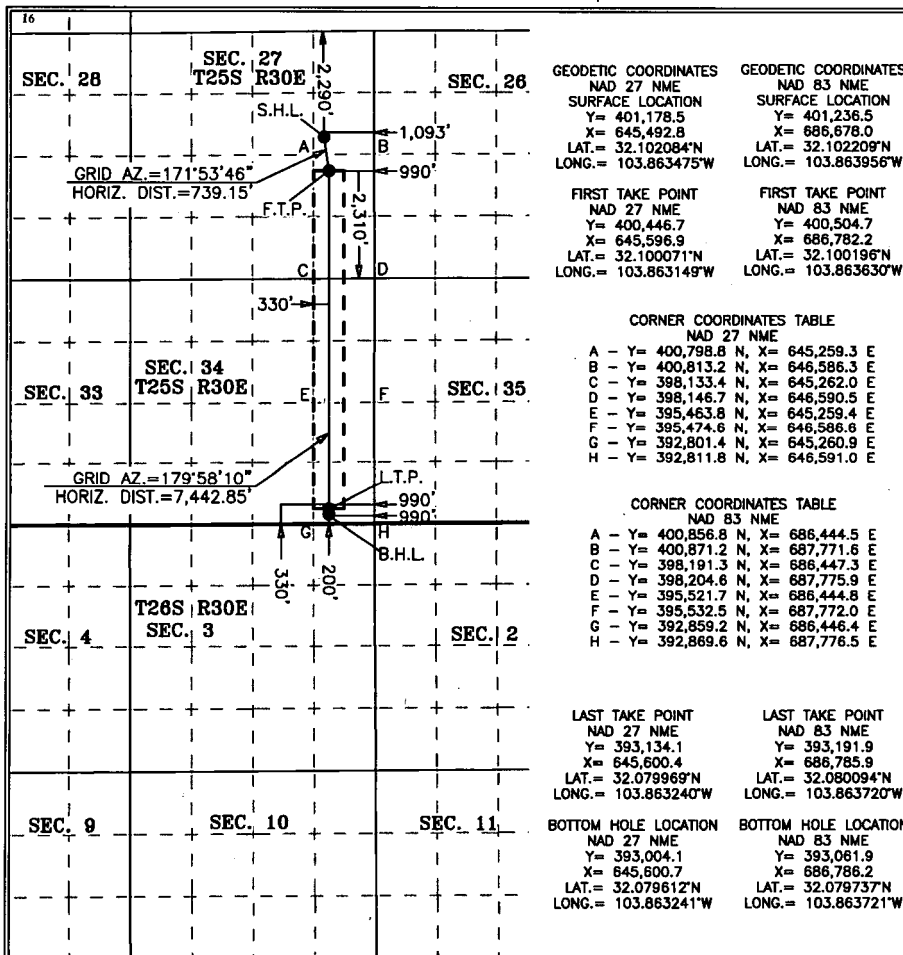 16
SEC. 28
SEC. 27
T25S R30E
SEC. 26
2,290'
S.H.L.
1,093'
A
B
GRID AZ.=171°53'46"
HORIZ. DIST.=739.15'
990'
F.T.P.
2,310'
C
D
330'
SEC. 33
SEC. 34
T25S R30E
SEC. 35
E
F
GRID AZ.=179°58'10"
HORIZ. DIST.=7,442.85'
L.T.P.
990'
990'
G
H
B.H.L.
330'
200'
T26S R30E
SEC. 4
SEC. 3
SEC. 2
SEC. 9
SEC. 10
SEC. 11
GEODETIC COORDINATES
NAD 27 NME
SURFACE LOCATION
Y= 401,178.5
X= 645,492.8
LAT.= 32.102084°N
LONG.= 103.863475°W
GEODETIC COORDINATES
NAD 83 NME
SURFACE LOCATION
Y= 401,236.5
X= 686,678.0
LAT.= 32.102209°N
LONG.= 103.863956°W
FIRST TAKE POINT
NAD 27 NME
Y= 400,446.7
X= 645,596.9
LAT.= 32.100071°N
LONG.= 103.863149°W
FIRST TAKE POINT
NAD 83 NME
Y= 400,504.7
X= 686,782.2
LAT.= 32.100196°N
LONG.= 103.863630°W
CORNER COORDINATES TABLE
NAD 27 NME
A - Y= 400,798.8 N, X= 645,259.3 E
B - Y= 400,813.2 N, X= 646,586.3 E
C - Y= 398,133.4 N, X= 645,262.0 E
D - Y= 398,146.7 N, X= 646,590.5 E
E - Y= 395,463.8 N, X= 645,259.4 E
F - Y= 395,474.6 N, X= 646,586.6 E
G - Y= 392,801.4 N, X= 645,260.9 E
H - Y= 392,811.8 N, X= 646,591.0 E
CORNER COORDINATES TABLE
NAD 83 NME
A - Y= 400,856.8 N, X= 686,444.5 E
B - Y= 400,871.2 N, X= 687,771.6 E
C - Y= 398,191.3 N, X= 686,447.3 E
D - Y= 398,204.6 N, X= 687,775.9 E
E - Y= 395,521.7 N, X= 686,444.8 E
F - Y= 395,532.5 N, X= 687,772.0 E
G - Y= 392,859.2 N, X= 686,446.4 E
H - Y= 392,869.6 N, X= 687,776.5 E
LAST TAKE POINT
NAD 27 NME
Y= 393,134.1
X= 645,600.4
LAT.= 32.079969°N
LONG.= 103.863240°W
LAST TAKE POINT
NAD 83 NME
Y= 393,191.9
X= 686,785.9
LAT.= 32.080094°N
LONG.= 103.863720°W
BOTTOM HOLE LOCATION
NAD 27 NME
Y= 393,004.1
X= 645,600.7
LAT.= 32.079612°N
LONG.= 103.863241°W
BOTTOM HOLE LOCATION
NAD 83 NME
Y= 393,061.9
X= 686,786.2
LAT.= 32.079737°N
LONG.= 103.863721°W